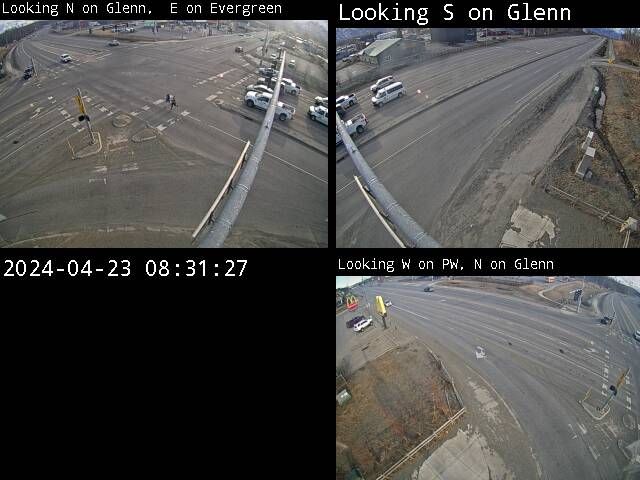 Looking N on Glenn,  E on Evergreen
Looking S on Glenn
2024-04-23 08:31:27
Looking W on PW, N on Glenn